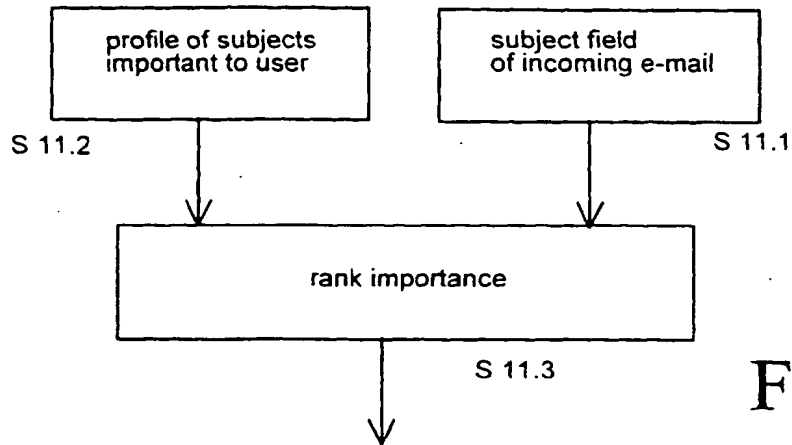 profile of subjects
important to user
subject field
of incoming e-mail
S 11.2
S 11.1
rank importance
S 11.3
F